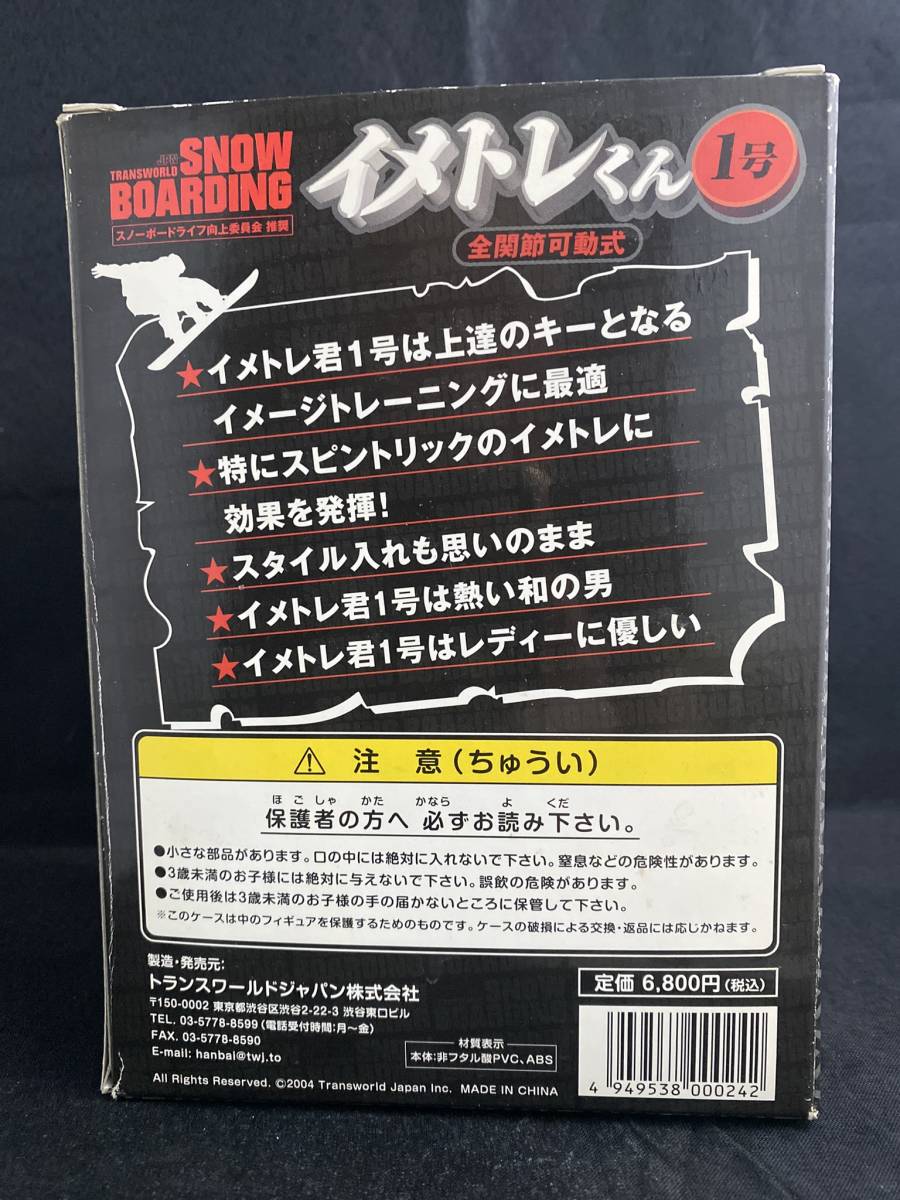 JPN
TRANSWORLD SNOW
BOARDING
スノーボードライフ向上委員会 推奨
イメトレくん 1号
全関節可動式
★イメトレ君1号は上達のキーとなる
イメージトレーニングに最適
★特にスピントリックのイメトレに
効果を発揮!
★スタイル入れも思いのまま
★イメトレ君1号は熱い和の男
★イメトレ君1号はレディーに優しい
⚠ 注 意(ちゅうい)
ほごしゃ かた かなら よ くだ
保護者の方へ 必ずお読み下さい。
●小さな部品があります。口の中には絶対に入れないで下さい。窒息などの危険性があります。
●3歳未満のお子様には絶対に与えないで下さい。誤飲の危険があります。
●ご使用後は3歳未満のお子様の手の届かないところに保管して下さい。
※このケースは中のフィギュアを保護するためのものです。ケースの破損による交換・返品には応じかねます。
製造・発売元:
トランスワールドジャパン株式会社
〒150-0002 東京都渋谷区渋谷2-22-3 渋谷東口ビル
TEL. 03-5778-8599(電話受付時間:月～金)
FAX. 03-5778-8590
E-mail: hanbai@twj.to
定価 6,800円(税込)
材質表示
本体:非フタル酸PVC、ABS
4 949538 000242
All Rights Reserved. ©2004 Transworld Japan Inc. MADE IN CHINA